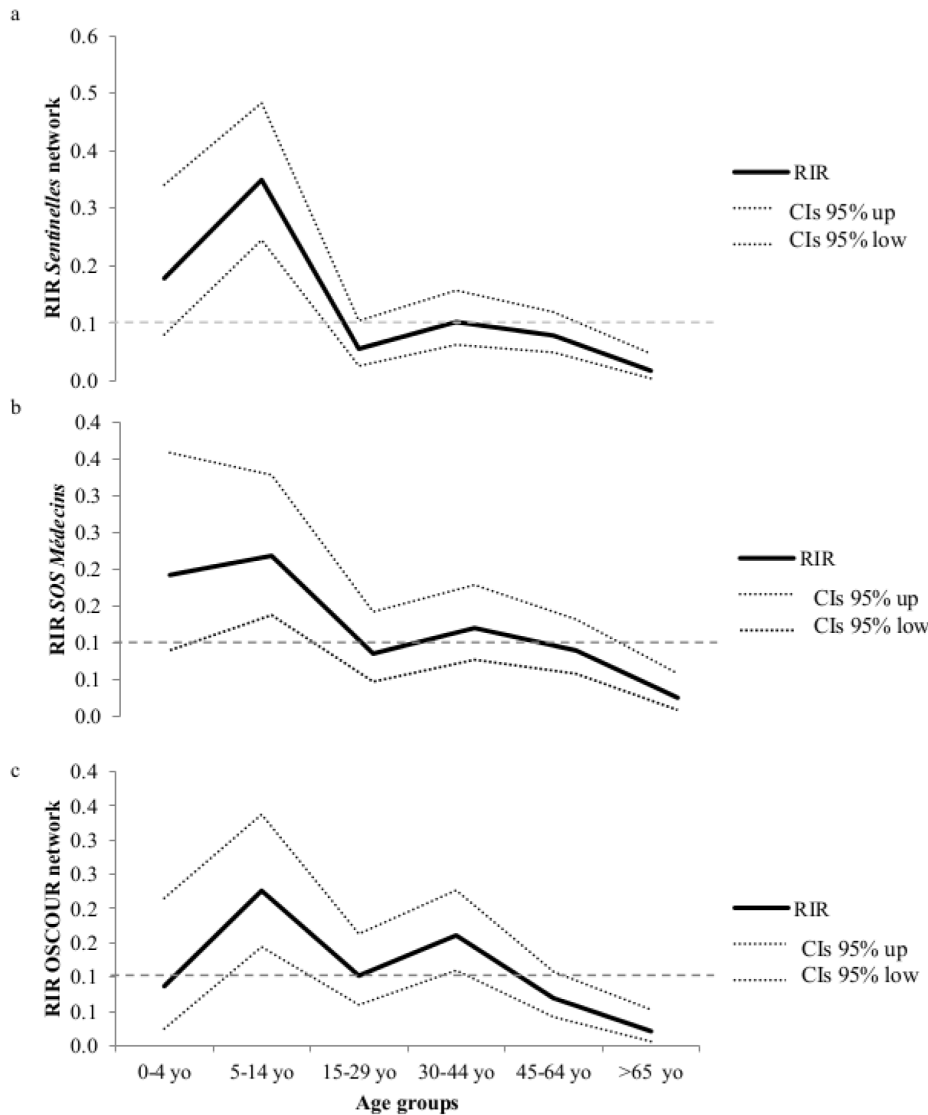 a
0.6
0.5
0.4
0.3
0.2
0.1
0.0
RIR Sentinelles network
RIR
CIs 95% up
CIs 95% low
b
0.4
0.4
0.3
0.3
0.2
0.2
0.1
0.1
0.0
RIR SOS Médecins
RIR
CIs 95% up
CIs 95% low
c
0.4
0.4
0.3
0.3
0.2
0.2
0.1
0.1
0.0
RIR OSCOUR network
RIR
CIs 95% up
CIs 95% low
0-4 yo 5-14 yo 15-29 yo 30-44 yo 45-64 yo >65 yo
Age groups